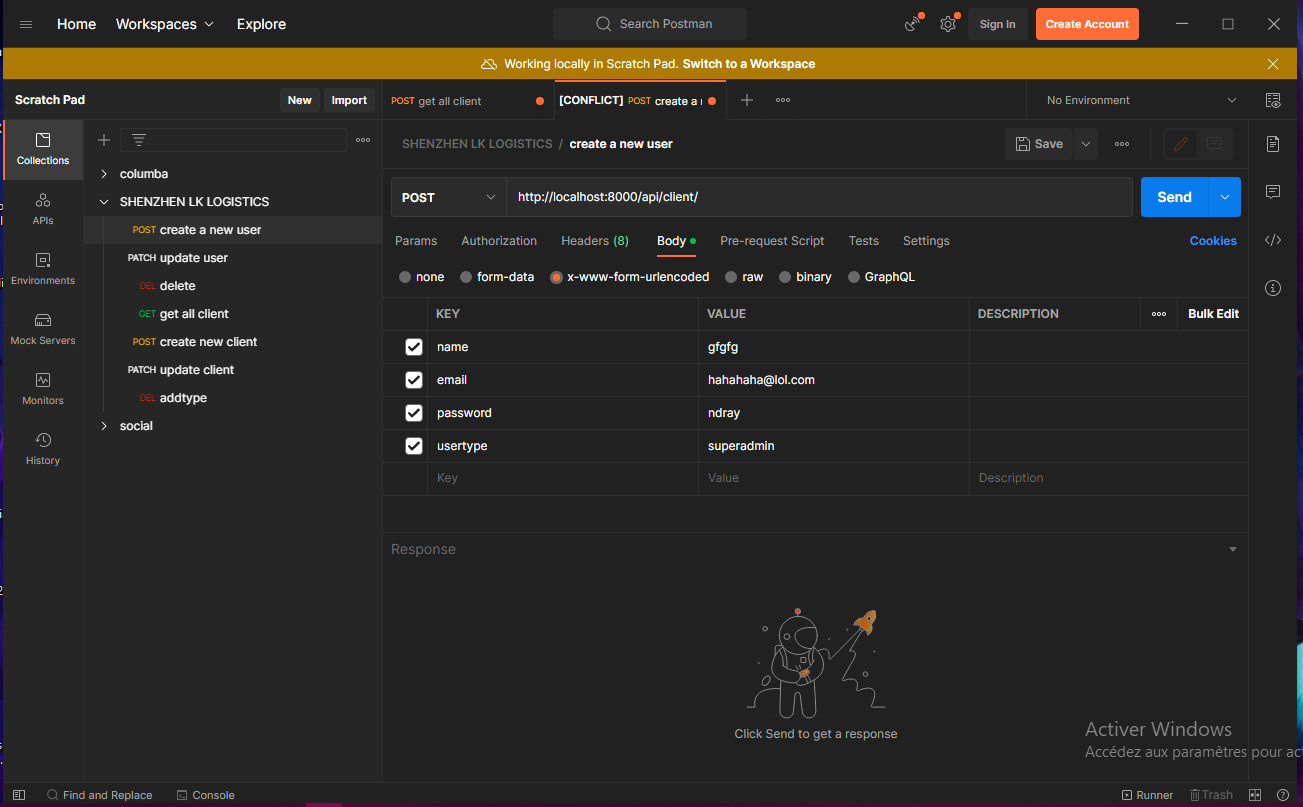 Home Workspaces Explore Search Postman Sign In Create Account
Working locally in Scratch Pad. Switch to a Workspace
Scratch Pad New Import POST get all client [CONFLICT] POST create a No Environment
Collections
APIs
Environments
Mock Servers
Monitors
History
columba
SHENZHEN LK LOGISTICS
POST create a new user
PATCH update user
DEL delete
GET get all client
POST create new client
PATCH update client
DEL addtype
social
SHENZHEN LK LOGISTICS / create a new user Save
POST http://localhost:8000/api/client/ Send
Params Authorization Headers (8) Body Pre-request Script Tests Settings Cookies
none form-data x-www-form-urlencoded raw binary GraphQL
KEY VALUE DESCRIPTION Bulk Edit
name gfgfg
email hahahaha@lol.com
password ndray
usertype superadmin
Key Value Description
Response
Click Send to get a response
Activer Windows
Accédez aux paramètres pour
Find and Replace Console Runner Trash